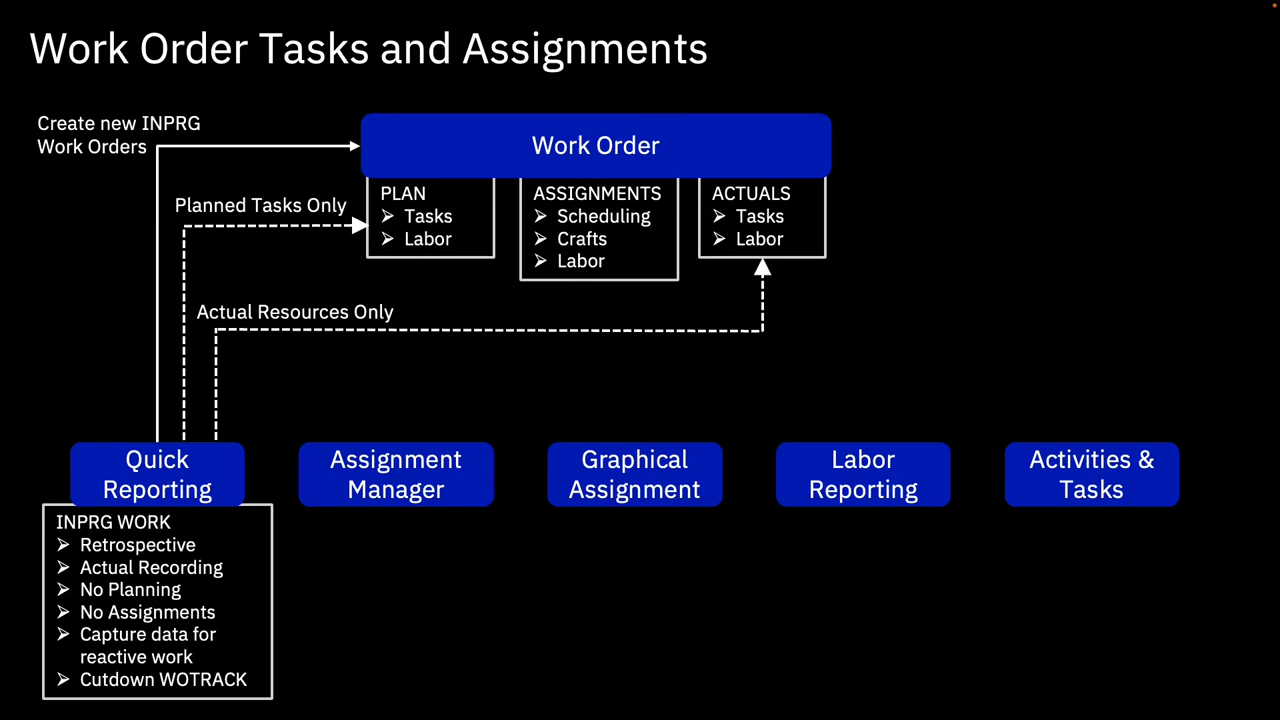 Work Order Tasks and Assignments
Create new INPRG
Work Orders
Work Order
Planned Tasks Only
PLAN
➢ Tasks
➢ Labor
ASSIGNMENTS
➢ Scheduling
➢ Crafts
➢ Labor
ACTUALS
➢ Tasks
➢ Labor
Actual Resources Only
Quick
Reporting
Assignment
Manager
Graphical
Assignment
Labor
Reporting
Activities &
Tasks
INPRG WORK
➢ Retrospective
➢ Actual Recording
➢ No Planning
➢ No Assignments
➢ Capture data for
reactive work
➢ Cutdown WOTRACK